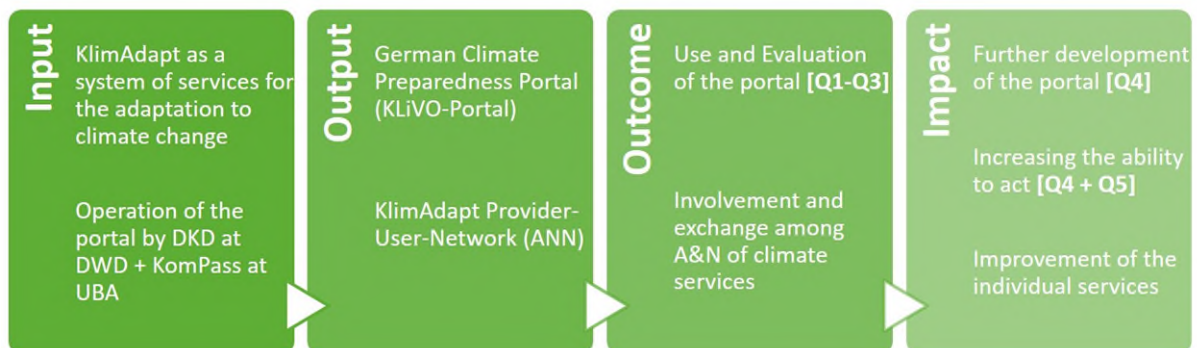 Input
KlimAdapt as a
system of services for
the adaptation to
climate change
Operation of the
portal by DKD at
DWD + KomPass at
UBA
Output
German Climate
Preparedness Portal
(KLiVO-Portal)
KlimAdapt Provider-
User-Network (ANN)
Outcome
Use and Evaluation
of the portal [Q1-Q3]
Involvement and
exchange among
A&N of climate
services
Impact
Further development
of the portal [Q4]
Increasing the ability
to act [Q4 + Q5]
Improvement of the
individual services